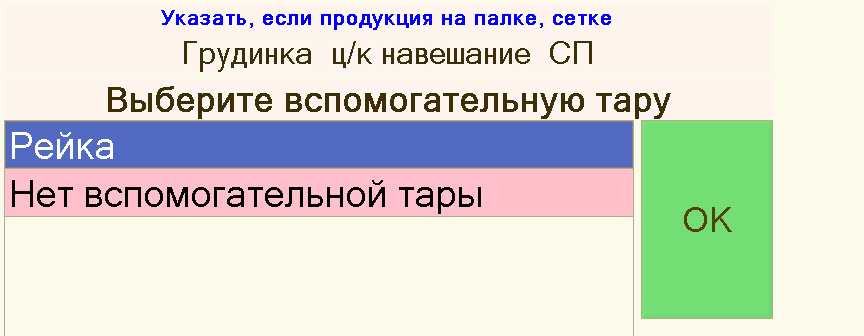 Указать, если продукция на палке, сетке
Грудинка ц/к навешание СП
Выберите вспомогательную тару
Рейка
Нет вспомогательной тары
OK